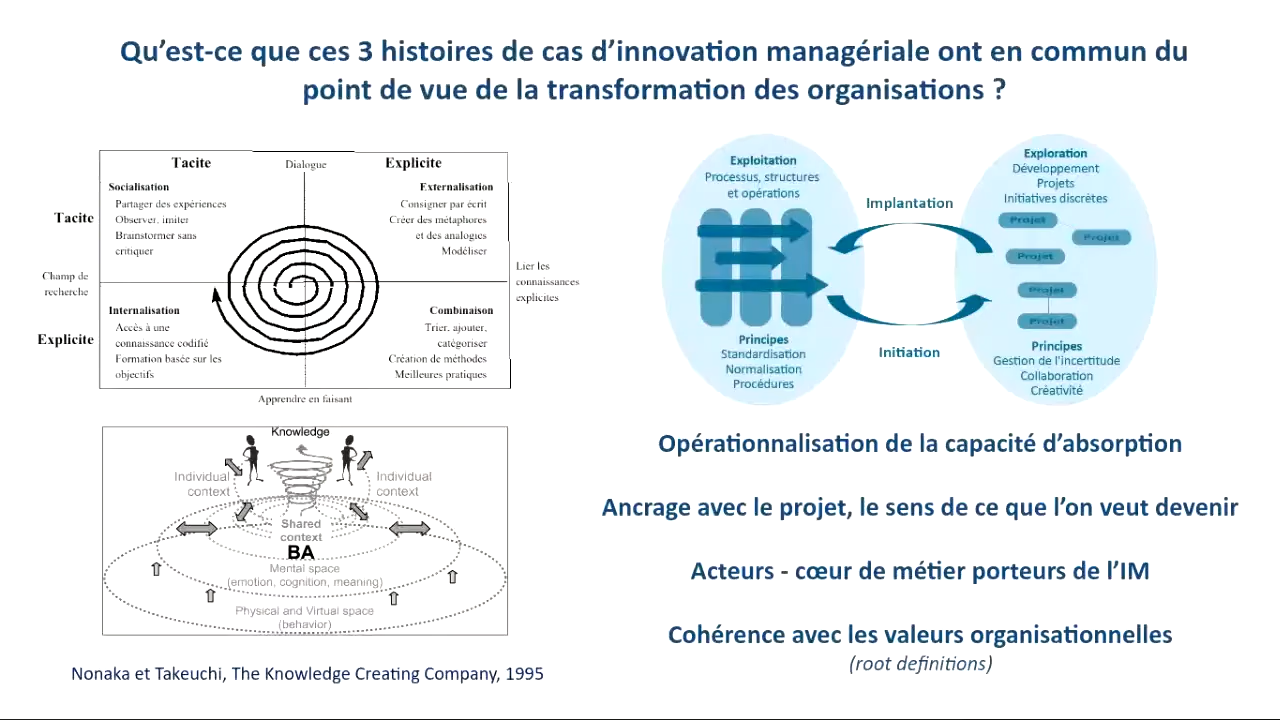 Qu'est-ce que ces 3 histoires de cas d'innovation managériale ont en commun du
point de vue de la transformation des organisations ?
Tacite
Dialogue
Explicite
Socialisation
Partager des expériences
Observer, imiter
Brainstormer sans
critiquer
Externalisation
Consigner par écrit
Créer des métaphores
et des analogies
Modéliser
Tacite
Champ de
recherche
Explicite
Lier les
connaissances
explicites
Internalisation
Accès à une
connaissance codifié
Formation basée sur les
objectifs
Combinaison
Trier, ajouter,
catégoriser
Création de méthodes
Meilleures pratiques
Apprendre en faisant
Knowledge
Individual
context
Individual
context
Shared
context
BA
Mental space
(emotion, cognition, meaning)
Physical and Virtual space
(behavior)
Nonaka et Takeuchi, The Knowledge Creating Company, 1995
Exploitation
Processus, structures
et opérations
Principes
Standardisation
Normalisation
Procédures
Implantation
Initiation
Exploration
Développement
Projets
Initiatives discrètes
Projet
Projet
Projet
Projet
Projet
Principes
Gestion de l'incertitude
Collaboration
Créativité
Opérationnalisation de la capacité d'absorption
Ancrage avec le projet, le sens de ce que l'on veut devenir
Acteurs - cœur de métier porteurs de l'IM
Cohérence avec les valeurs organisationnelles
(root definitions)